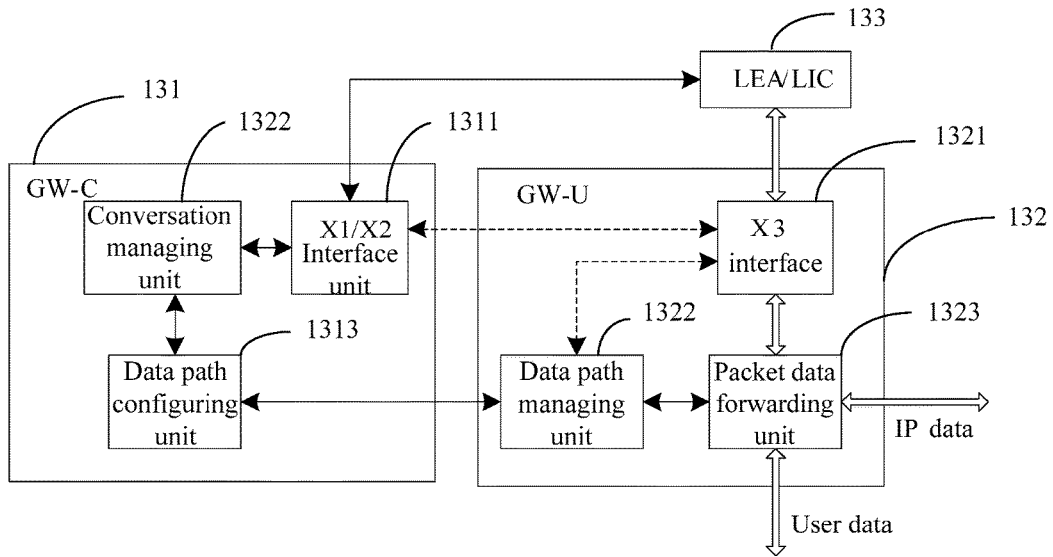 133
LEA/LIC
131
1322
1311
1321
GW-C
GW-U
132
Conversation
managing
unit
X1/X2
Interface
unit
X3
interface
1313
1322
1323
Data path
configuring
unit
Data path
managing
unit
Packet data
forwarding
unit
IP data
User data